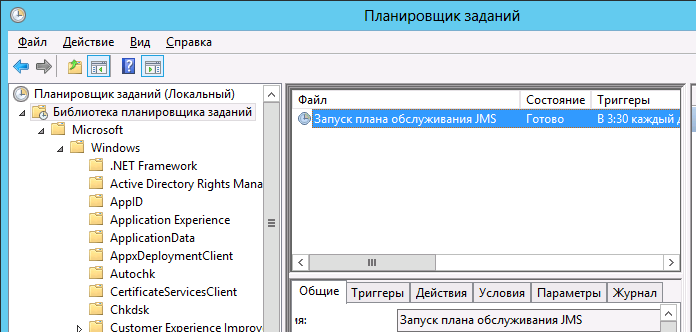 Планировщик заданий
Файл Действие Вид Справка
Планировщик заданий (Локальный)
Библиотека планировщика заданий
Microsoft
Windows
.NET Framework
Active Directory Rights Mana
AppID
Application Experience
ApplicationData
AppxDeploymentClient
Autochk
CertificateServicesClient
Chkdsk
Customer Experience Improv
Файл Состояние Триггеры
Запуск плана обслуживания JMS Готово В 3:30 каждый д
Общие Триггеры Действия Условия Параметры Журнал
ия: Запуск плана обслуживания JMS